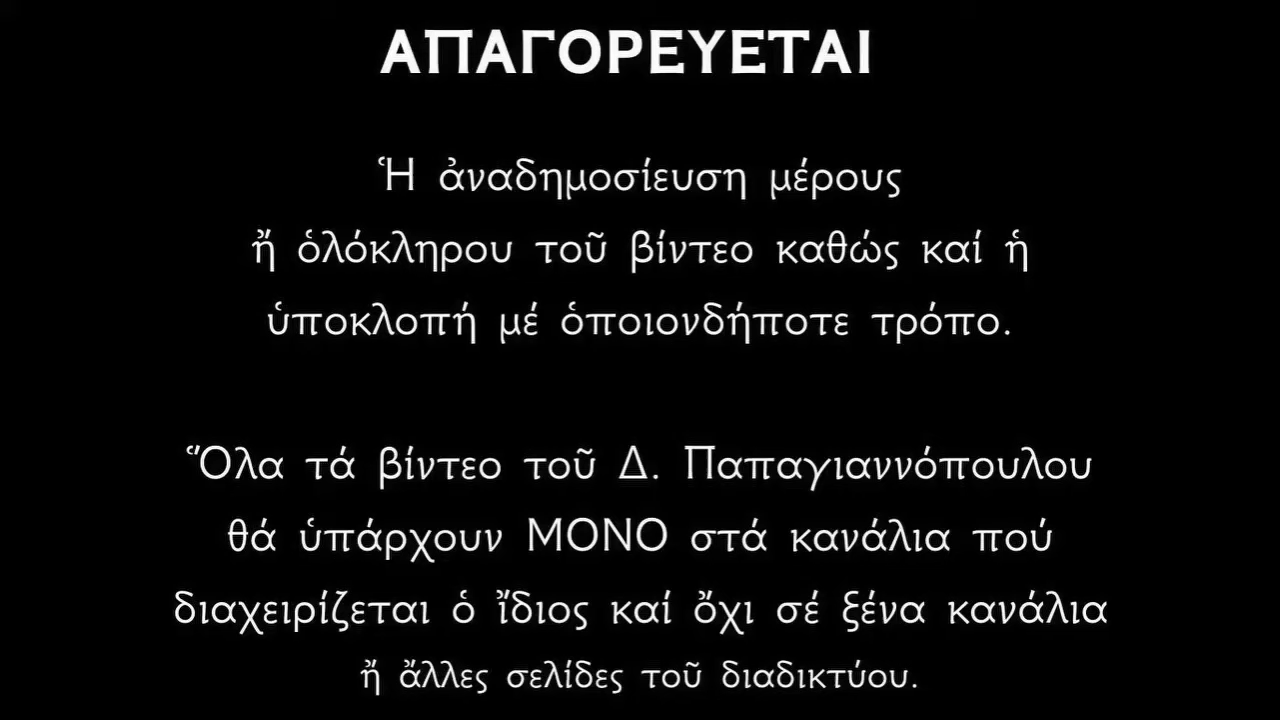 ΑΠΑΓΟΡΕΥΕΤΑΙ
Ἡ ἀναδημοσίευση μέρους
ἤ ὁλόκληρου τοῦ βίντεο καθώς καί ἡ
ὑποκλοπή μέ ὁποιονδήποτε τρόπο.
Ὅλα τά βίντεο τοῦ Δ. Παπαγιαννόπουλου
θά ὑπάρχουν ΜΟΝΟ στά κανάλια πού
διαχειρίζεται ὁ ἴδιος καί ὄχι σέ ξένα κανάλια
ἤ ἄλλες σελίδες τοῦ διαδικτύου.